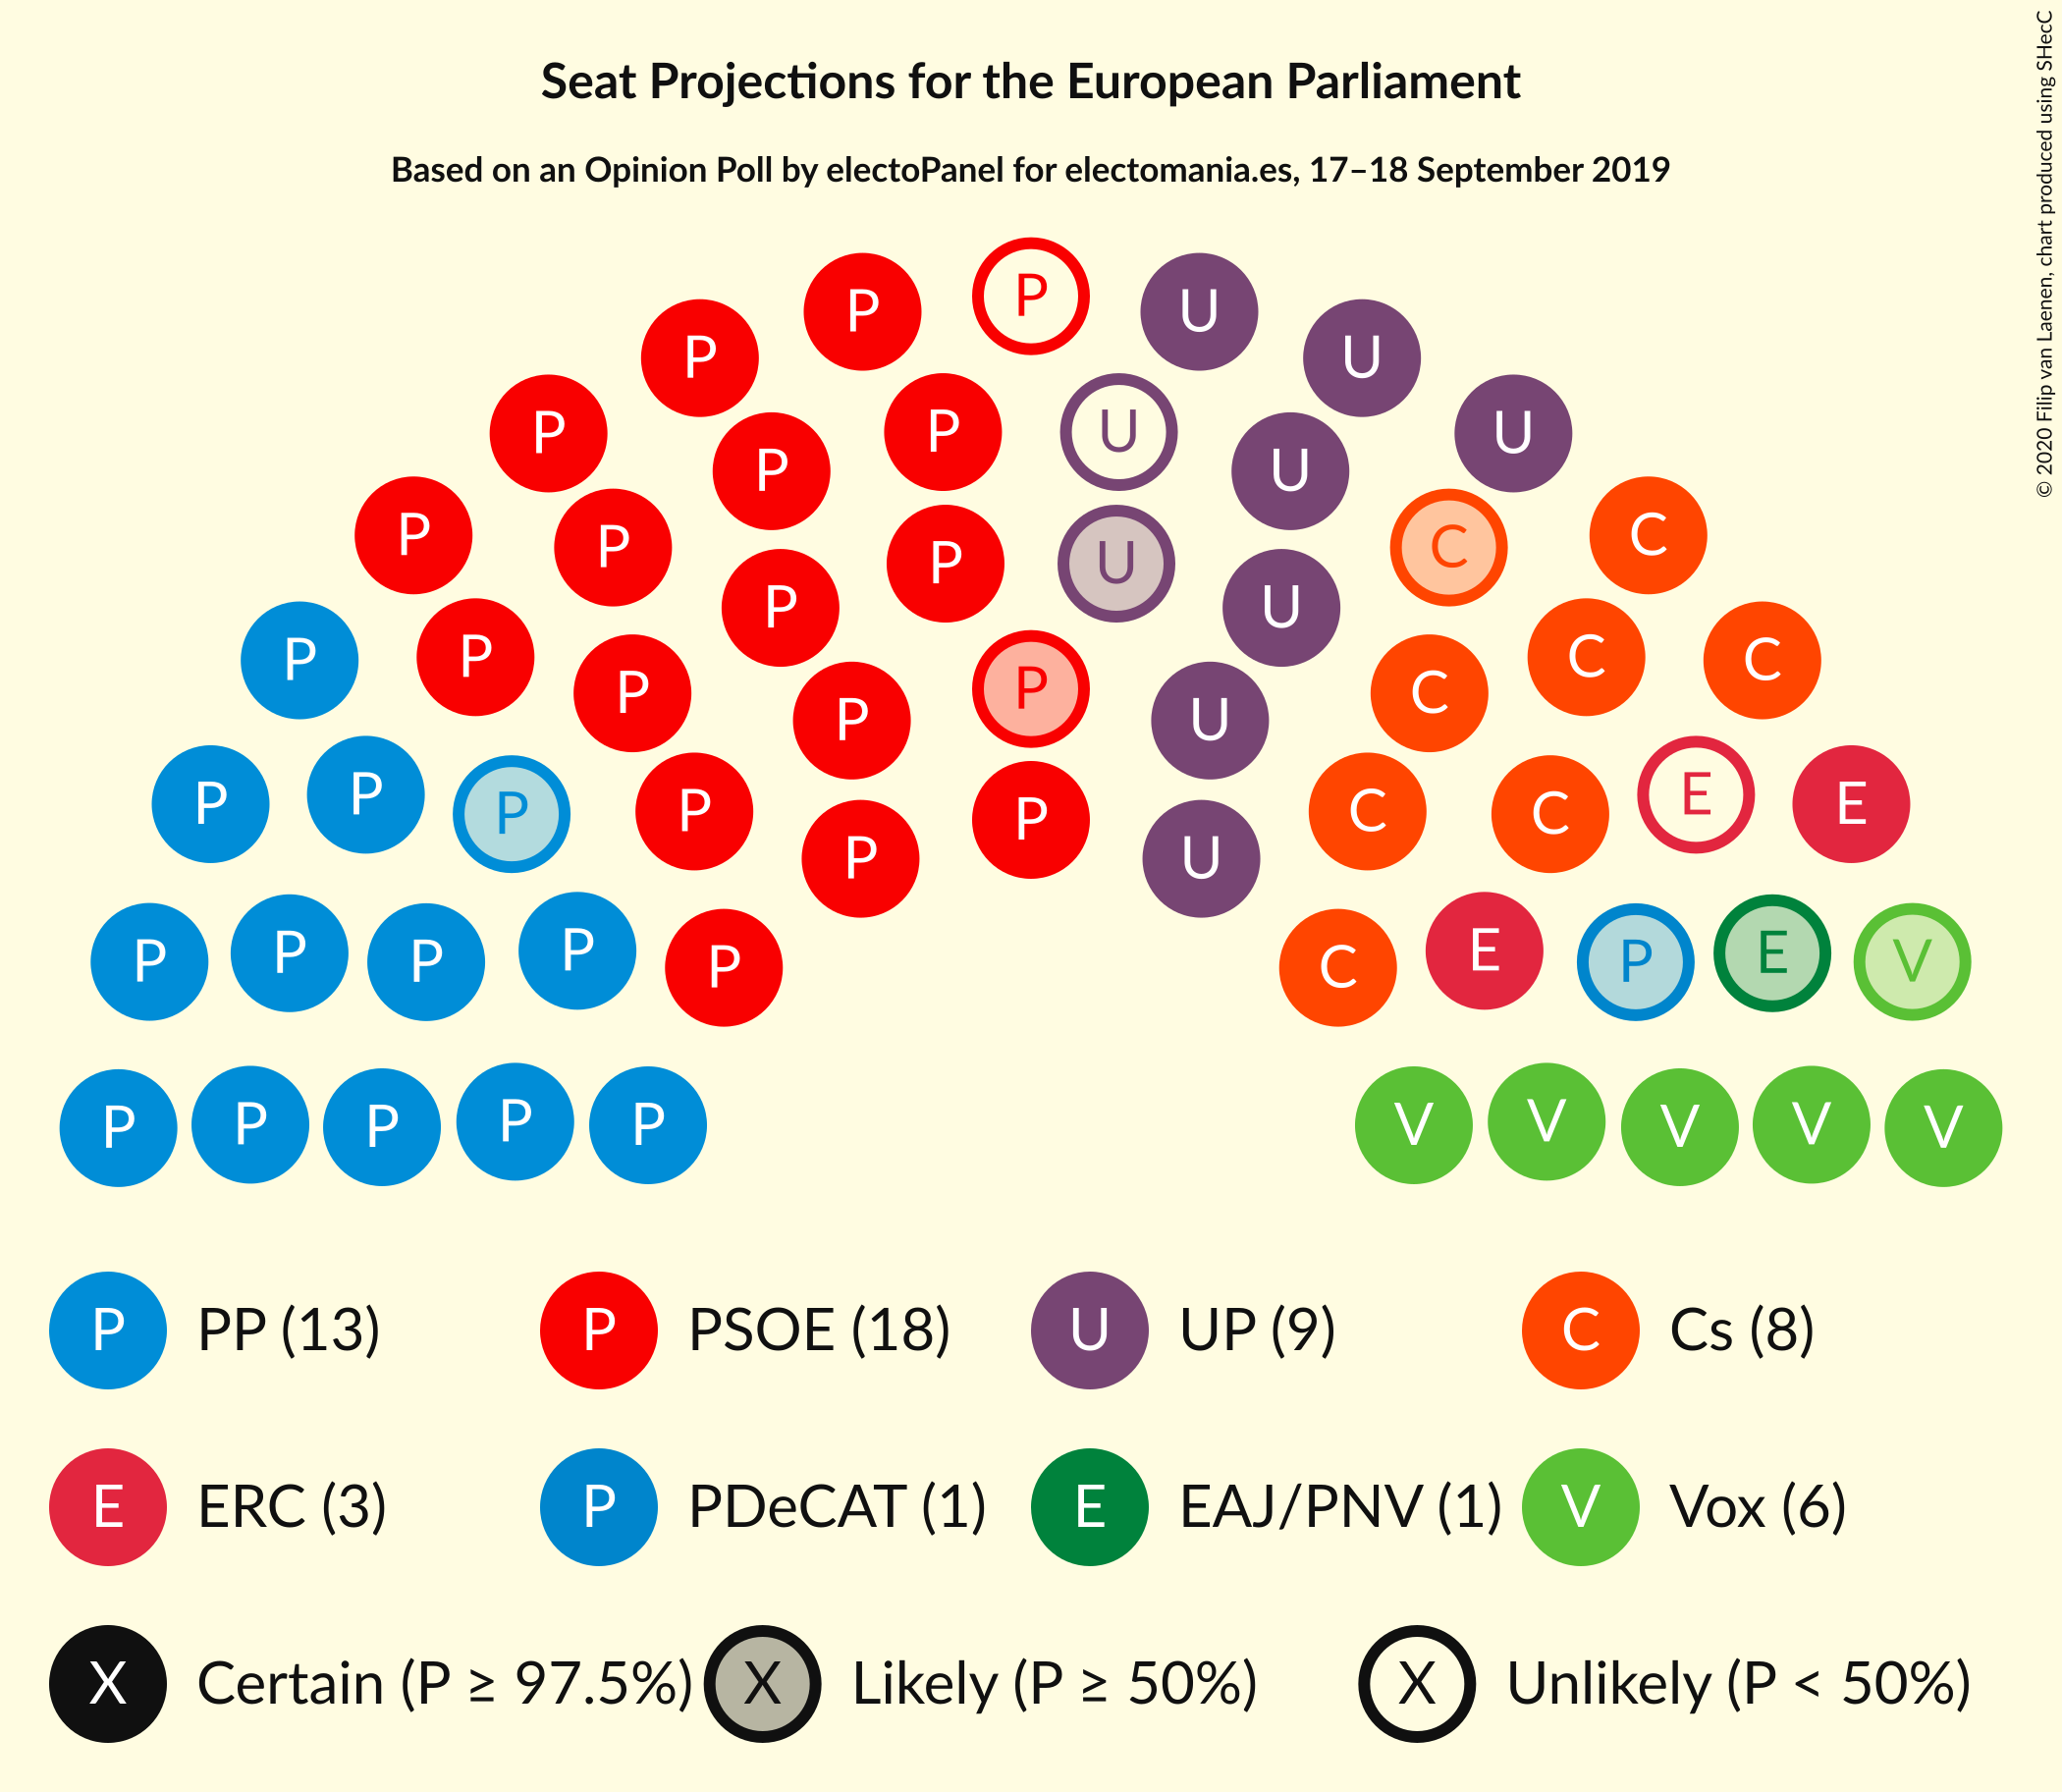 Seat Projections for the European Parliament
Based on an Opinion Poll by electoPanel for electomania.es, 17–18 September 2019
© 2020 Filip van Laenen, chart produced using SHecC
P
P U
P U
P P U U
P U
P C
P C
P U
P U
P P C C
P P C
P U
P P P P P C C E E
P U
P P P P P C E P E V
P P P P P V V V V V
P PP (13) P PSOE (18) U UP (9) C Cs (8)
E ERC (3) P PDeCAT (1) E EAJ/PNV (1) V Vox (6)
X Certain (P ≥ 97.5%) X Likely (P ≥ 50%) X Unlikely (P < 50%)